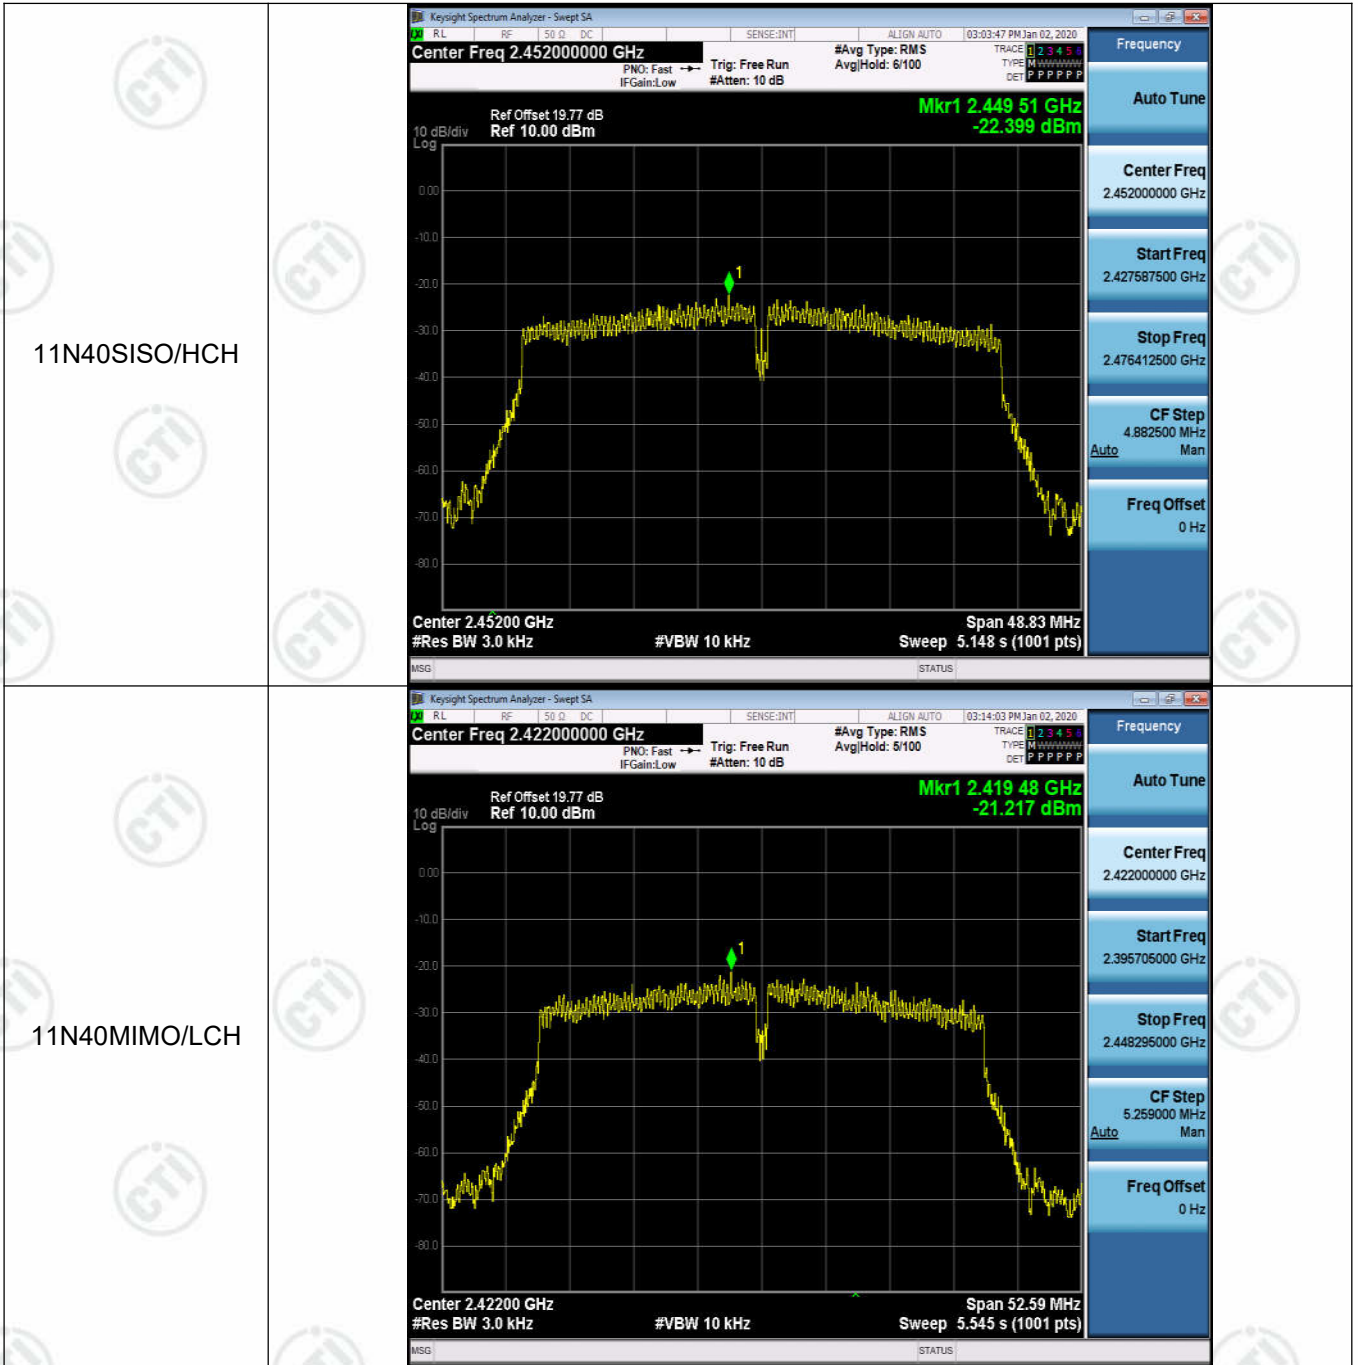 11N40SISO/HCH
Keysight Spectrum Analyzer - Swept SA
RL RF 50 Ω DC SENSE:INT ALIGN AUTO 03:03:47 PM Jan 02, 2020
Center Freq 2.452000000 GHz
PNO: Fast
IFGain:Low
Trig: Free Run
#Atten: 10 dB
#Avg Type: RMS
Avg|Hold: 6/100
TRACE 1 2 3 4 5 6
TYPE M WWWWW
DET P P P P P P
Ref Offset 19.77 dB
10 dB/div Ref 10.00 dBm
Log
Mkr1 2.449 51 GHz
-22.399 dBm
1
0.00
-10.0
-20.0
-30.0
-40.0
-50.0
-60.0
-70.0
-80.0
Center 2.45200 GHz Span 48.83 MHz
#Res BW 3.0 kHz #VBW 10 kHz Sweep 5.148 s (1001 pts)
MSG STATUS
Frequency
Auto Tune
Center Freq
2.452000000 GHz
Start Freq
2.427587500 GHz
Stop Freq
2.476412500 GHz
CF Step
4.882500 MHz
Auto Man
Freq Offset
0 Hz
11N40MIMO/LCH
Keysight Spectrum Analyzer - Swept SA
RL RF 50 Ω DC SENSE:INT ALIGN AUTO 03:14:03 PM Jan 02, 2020
Center Freq 2.422000000 GHz
PNO: Fast
IFGain:Low
Trig: Free Run
#Atten: 10 dB
#Avg Type: RMS
Avg|Hold: 5/100
TRACE 1 2 3 4 5 6
TYPE M WWWWW
DET P P P P P P
Ref Offset 19.77 dB
10 dB/div Ref 10.00 dBm
Log
Mkr1 2.419 48 GHz
-21.217 dBm
1
0.00
-10.0
-20.0
-30.0
-40.0
-50.0
-60.0
-70.0
-80.0
Center 2.42200 GHz Span 52.59 MHz
#Res BW 3.0 kHz #VBW 10 kHz Sweep 5.545 s (1001 pts)
MSG STATUS
Frequency
Auto Tune
Center Freq
2.422000000 GHz
Start Freq
2.395705000 GHz
Stop Freq
2.448295000 GHz
CF Step
5.259000 MHz
Auto Man
Freq Offset
0 Hz
CTI